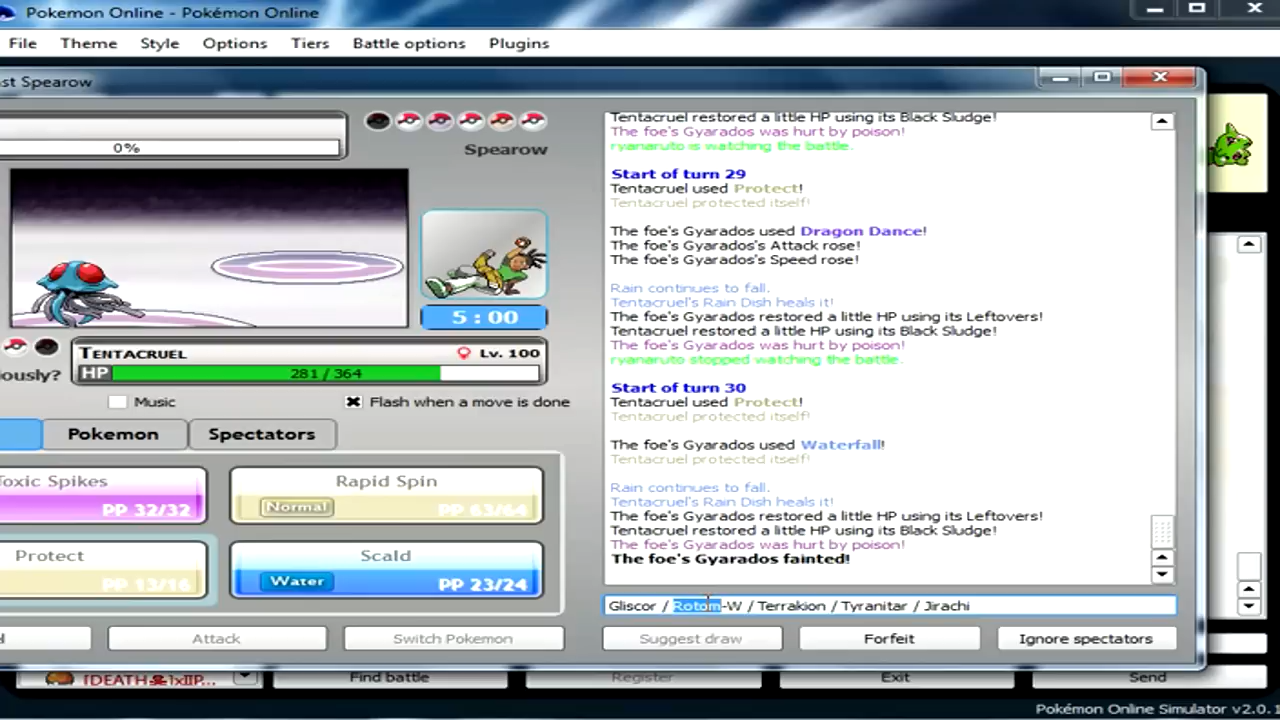 Pokemon Online - Pokémon Online
File Theme Style Options Tiers Battle options Plugins
st Spearow
0%
Spearow
5:00
TENTACRUEL Lv. 100
HP 281 / 364
iously?
Music Flash when a move is done
Pokemon Spectators
Toxic Spikes
PP 32/32
Rapid Spin
Normal PP 63/64
Protect
PP 13/16
Scald
Water PP 23/24
Attack Switch Pokemon
Tentacruel restored a little HP using its Black Sludge!
The foe's Gyarados was hurt by poison!
ryanaruto is watching the battle.
Start of turn 29
Tentacruel used Protect!
Tentacruel protected itself!
The foe's Gyarados used Dragon Dance!
The foe's Gyarados's Attack rose!
The foe's Gyarados's Speed rose!
Rain continues to fall.
Tentacruel's Rain Dish heals it!
The foe's Gyarados restored a little HP using its Leftovers!
Tentacruel restored a little HP using its Black Sludge!
The foe's Gyarados was hurt by poison!
ryanaruto stopped watching the battle.
Start of turn 30
Tentacruel used Protect!
Tentacruel protected itself!
The foe's Gyarados used Waterfall!
Tentacruel protected itself!
Rain continues to fall.
Tentacruel's Rain Dish heals it!
The foe's Gyarados restored a little HP using its Leftovers!
Tentacruel restored a little HP using its Black Sludge!
The foe's Gyarados was hurt by poison!
The foe's Gyarados fainted!
Gliscor / Rotom-W / Terrakion / Tyranitar / Jirachi
Suggest draw Forfeit Ignore spectators
Find battle Register Exit Send
Pokémon Online Simulator v2.0.